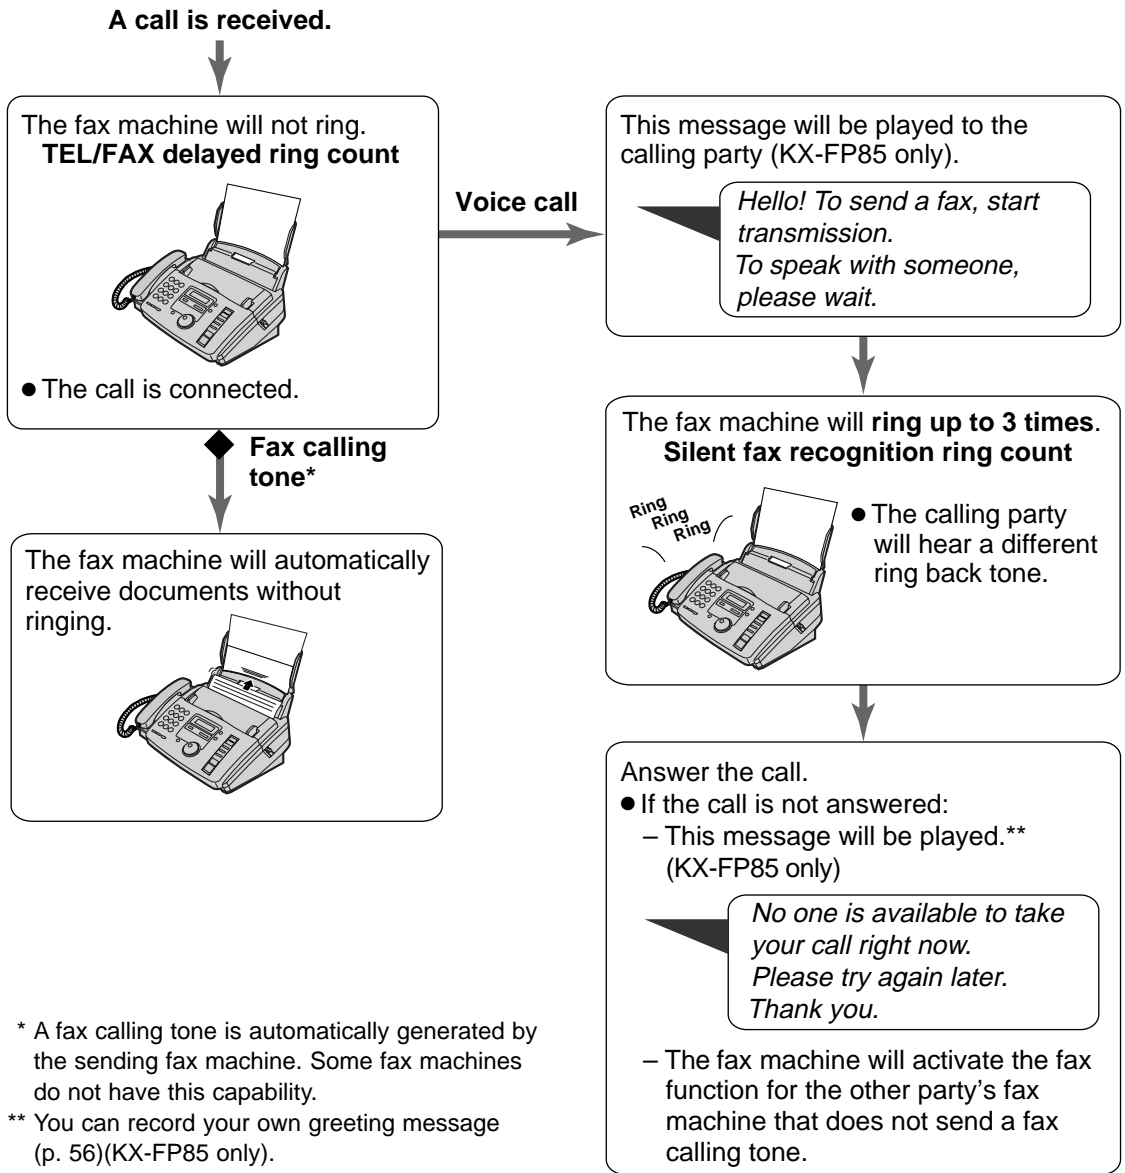 A call is received.
The fax machine will not ring.
TEL/FAX delayed ring count
● The call is connected.
Fax calling
tone*
The fax machine will automatically
receive documents without
ringing.
Voice call
This message will be played to the
calling party (KX-FP85 only).
Hello! To send a fax, start
transmission.
To speak with someone,
please wait.
The fax machine will ring up to 3 times.
Silent fax recognition ring count
Ring
Ring
Ring
● The calling party
will hear a different
ring back tone.
Answer the call.
● If the call is not answered:
– This message will be played.**
(KX-FP85 only)
No one is available to take
your call right now.
Please try again later.
Thank you.
– The fax machine will activate the fax
function for the other party's fax
machine that does not send a fax
calling tone.
* A fax calling tone is automatically generated by
the sending fax machine. Some fax machines
do not have this capability.
** You can record your own greeting message
(p. 56)(KX-FP85 only).